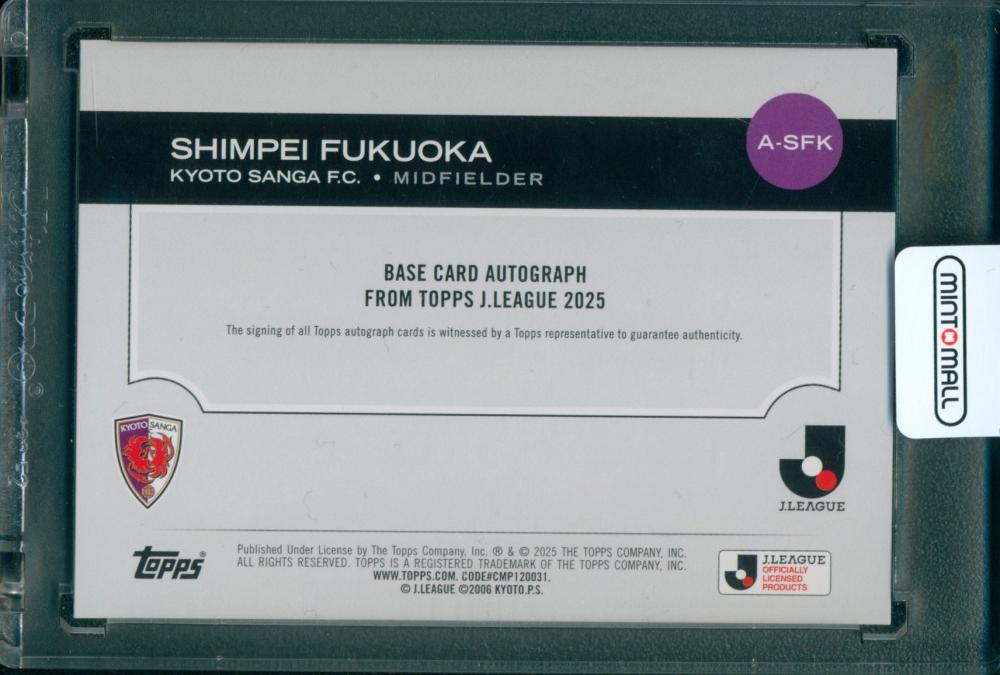 SHIMPEI FUKUOKA
KYOTO SANGA F.C. • MIDFIELDER
A-SFK
BASE CARD AUTOGRAPH
FROM TOPPS J.LEAGUE 2025
The signing of all Topps autograph cards is witnessed by a Topps representative to guarantee authenticity.
MINT MALL
KYOTO SANGA
J.LEAGUE
Topps®
Published Under License by The Topps Company, Inc. ® & © 2025 THE TOPPS COMPANY, INC.
ALL RIGHTS RESERVED. TOPPS IS A REGISTERED TRADEMARK OF THE TOPPS COMPANY, INC.
WWW.TOPPS.COM. CODE#CMP120031.
© J.LEAGUE ©2006 KYOTO.P.S.
J.LEAGUE
OFFICIALLY
LICENSED
PRODUCTS